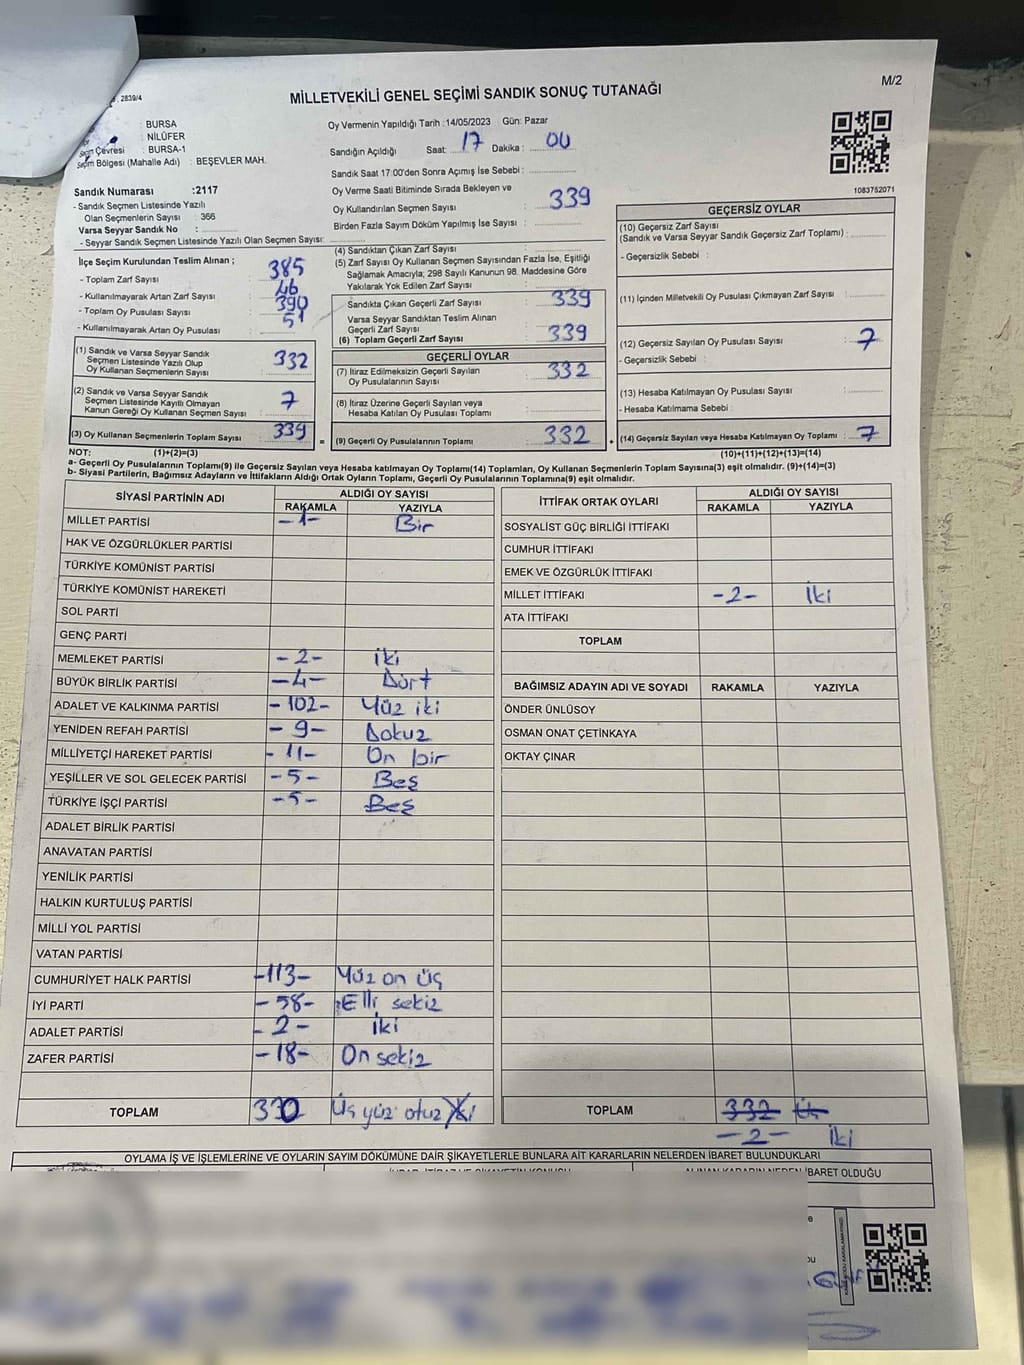 2839/4
MİLLETVEKİLİ GENEL SEÇİMİ SANDIK SONUÇ TUTANAĞI
M/2
: BURSA
: NİLÜFER
Seçim Çevresi : BURSA-1
Seçim Bölgesi (Mahalle Adı) : BEŞEVLER MAH.
Sandık Numarası :2117
- Sandık Seçmen Listesinde Yazılı
Olan Seçmenlerin Sayısı : 366
Varsa Seyyar Sandık No :
- Seyyar Sandık Seçmen Listesinde Yazılı Olan Seçmen Sayısı:
Oy Vermenin Yapıldığı Tarih :14/05/2023 Gün: Pazar
Sandığın Açıldığı Saat: 17 Dakika : 00
Sandık Saat 17:00'den Sonra Açımış İse Sebebi :
Oy Verme Saati Bitiminde Sırada Bekleyen ve
Oy Kullandırılan Seçmen Sayısı : 339
Birden Fazla Sayım Döküm Yapılmış İse Sayısı :
1083752071
İlçe Seçim Kurulundan Teslim Alınan ;
- Toplam Zarf Sayısı : 385
- Kullanılmayarak Artan Zarf Sayısı : 46
- Toplam Oy Pusulası Sayısı : 390
- Kullanılmayarak Artan Oy Pusulası : 51
(1) Sandık ve Varsa Seyyar Sandık
Seçmen Listesinde Yazılı Olup
Oy Kullanan Seçmenlerin Sayısı : 332
(2) Sandık ve Varsa Seyyar Sandık
Seçmen Listesinde Kayıtlı Olmayan
Kanun Gereği Oy Kullanan Seçmen Sayısı : 7
(3) Oy Kullanan Seçmenlerin Toplam Sayısı : 339 =
(4) Sandıktan Çıkan Zarf Sayısı :
(5) Zarf Sayısı Oy Kullanan Seçmen Sayısından Fazla İse, Eşitliği
Sağlamak Amacıyla; 298 Sayılı Kanunun 98. Maddesine Göre
Yakılarak Yok Edilen Zarf Sayısı :
Sandıkta Çıkan Geçerli Zarf Sayısı : 339
Varsa Seyyar Sandıktan Teslim Alınan
Geçerli Zarf Sayısı :
(6) Toplam Geçerli Zarf Sayısı : 339
GEÇERLİ OYLAR
(7) İtiraz Edilmeksizin Geçerli Sayılan
Oy Pusulalarının Sayısı : 332
(8) İtiraz Üzerine Geçerli Sayılan veya
Hesaba Katılan Oy Pusulası Toplamı :
(9) Geçerli Oy Pusulalarının Toplamı : 332 +
GEÇERSİZ OYLAR
(10) Geçersiz Zarf Sayısı
(Sandık ve Varsa Seyyar Sandık Geçersiz Zarf Toplamı) :
- Geçersizlik Sebebi :
(11) İçinden Milletvekili Oy Pusulası Çıkmayan Zarf Sayısı :
(12) Geçersiz Sayılan Oy Pusulası Sayısı : 7
- Geçersizlik Sebebi :
(13) Hesaba Katılmayan Oy Pusulası Sayısı :
- Hesaba Katılmama Sebebi :
(14) Geçersiz Sayılan veya Hesaba Katılmayan Oy Toplamı : 7
NOT: (1)+(2)=(3)
(10)+(11)+(12)+(13)=(14)
a- Geçerli Oy Pusulalarının Toplamı(9) ile Geçersiz Sayılan veya Hesaba Katılmayan Oy Toplamı(14) Toplamları, Oy Kullanan Seçmenlerin Toplam Sayısına(3) eşit olmalıdır. (9)+(14)=(3)
b- Siyasi Partilerin, Bağımsız Adayların ve İttifakların Aldığı Ortak Oyların Toplamı, Geçerli Oy Pusulalarının Toplamına(9) eşit olmalıdır.
SİYASİ PARTİNİN ADI ALDIĞI OY SAYISI
RAKAMLA YAZIYLA
MİLLET PARTİSİ -1- Bir
HAK VE ÖZGÜRLÜKLER PARTİSİ
TÜRKİYE KOMÜNİST PARTİSİ
TÜRKİYE KOMÜNİST HAREKETİ
SOL PARTİ
GENÇ PARTİ
MEMLEKET PARTİSİ -2- İki
BÜYÜK BİRLİK PARTİSİ -4- Dört
ADALET VE KALKINMA PARTİSİ -102- Yüz iki
YENİDEN REFAH PARTİSİ -9- Dokuz
MİLLİYETÇİ HAREKET PARTİSİ -11- On bir
YEŞİLLER VE SOL GELECEK PARTİSİ -5- Beş
TÜRKİYE İŞÇİ PARTİSİ -5- Beş
ADALET BİRLİK PARTİSİ
ANAVATAN PARTİSİ
YENİLİK PARTİSİ
HALKIN KURTULUŞ PARTİSİ
MİLLİ YOL PARTİSİ
VATAN PARTİSİ
CUMHURİYET HALK PARTİSİ -113- Yüz on üç
İYİ PARTİ -58- Elli sekiz
ADALET PARTİSİ -2- İki
ZAFER PARTİSİ -18- On sekiz
TOPLAM 330 Üç yüz otuz
İTTİFAK ORTAK OYLARI ALDIĞI OY SAYISI
RAKAMLA YAZIYLA
SOSYALİST GÜÇ BİRLİĞİ İTTİFAKI
CUMHUR İTTİFAKI
EMEK VE ÖZGÜRLÜK İTTİFAKI
MİLLET İTTİFAKI -2- İki
ATA İTTİFAKI
TOPLAM
BAĞIMSIZ ADAYIN ADI VE SOYADI RAKAMLA YAZIYLA
ÖNDER ÜNLÜSOY
OSMAN ONAT ÇETİNKAYA
OKTAY ÇINAR
TOPLAM 332 Üç
-2- İki
OYLAMA İŞ VE İŞLEMLERİNE VE OYLARIN SAYIM DÖKÜMÜNE DAİR ŞİKAYETLERLE BUNLARA AİT KARARLARIN NELERDEN İBARET BULUNDUKLARI
İBARET OLDUĞU